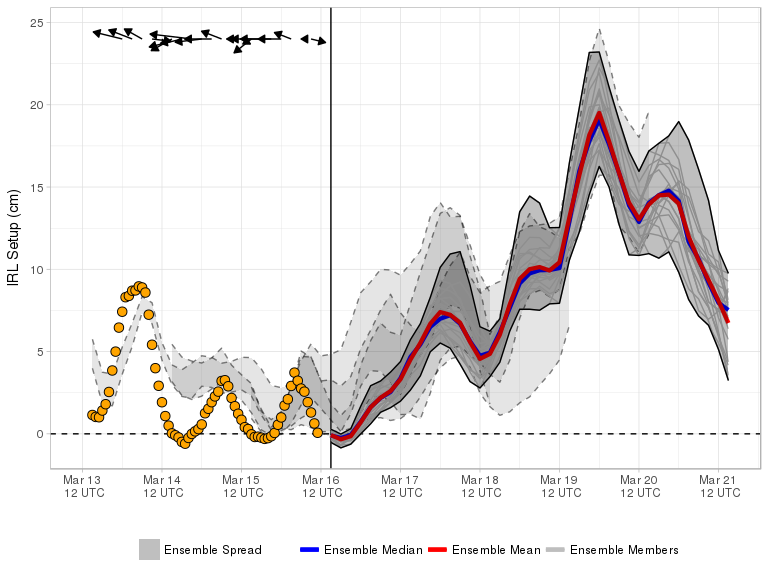 IRL Setup (cm)
25
20
15
10
5
0
Mar 13 Mar 14 Mar 15 Mar 16 Mar 17 Mar 18 Mar 19 Mar 20 Mar 21
12 UTC 12 UTC 12 UTC 12 UTC 12 UTC 12 UTC 12 UTC 12 UTC 12 UTC
Ensemble Spread Ensemble Median Ensemble Mean Ensemble Members